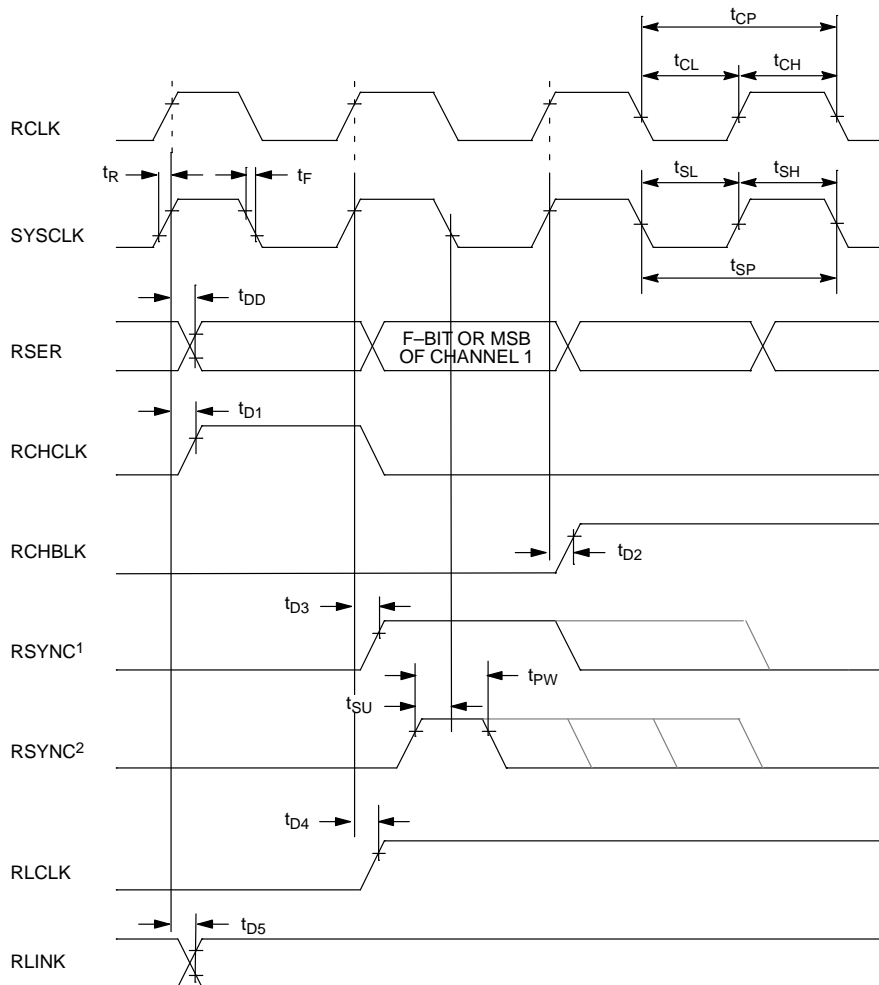 tCP
tCL tCH
RCLK
tR tF tSL tSH
SYSCLK
tSP
tDD
RSER F–BIT OR MSB
OF CHANNEL 1
tD1
RCHCLK
RCHBLK tD2
tD3
RSYNC1
tPW
tSU
RSYNC2
tD4
RLCLK
tD5
RLINK